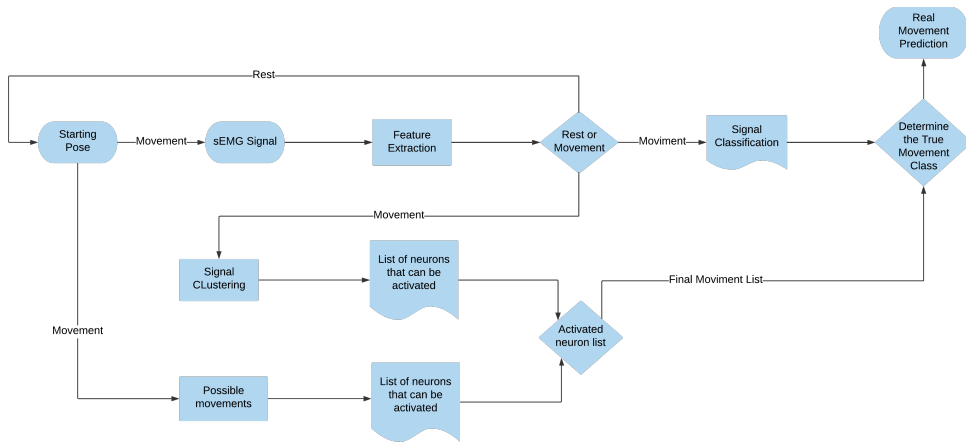 Real
Movement
Prediction
Rest
Starting
Pose
Movement
sEMG Signal
Feature
Extraction
Rest or
Movement
Moviment
Signal
Classification
Determine
the True
Movement
Class
Movement
Signal
CLustering
List of neurons
that can be
activated
Final Moviment List
Activated
neuron list
Movement
Possible
movements
List of neurons
that can be
activated